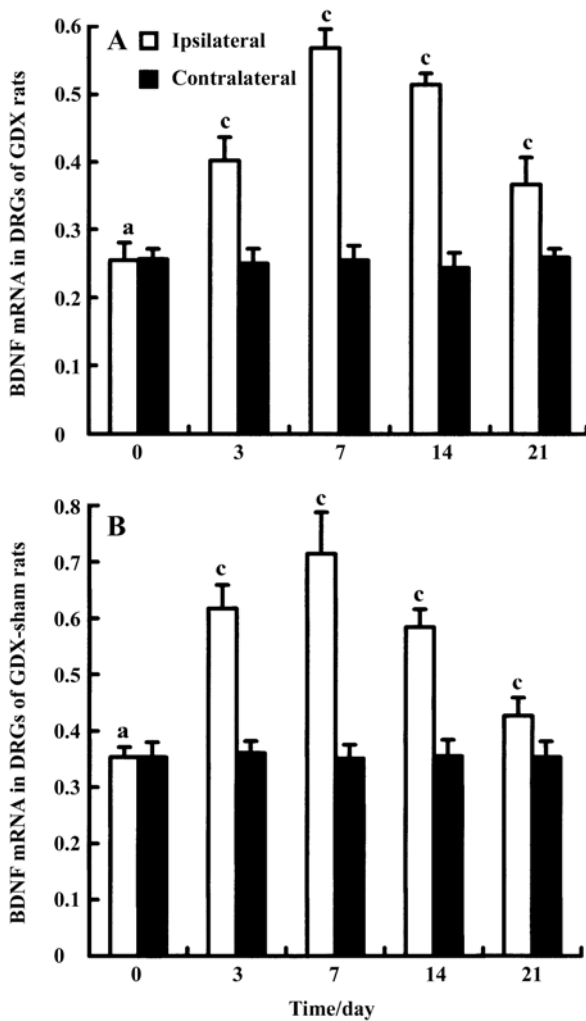 BDNF mRNA in DRGs of GDX rats
A
Ipsilateral
Contralateral
0.6
0.5
0.4
0.3
0.2
0.1
0
a
c
c
c
c
0
3
7
14
21
BDNF mRNA in DRGs of GDX-sham rats
B
0.8
0.7
0.6
0.5
0.4
0.3
0.2
0.1
0
a
c
c
c
c
0
3
7
14
21
Time/day